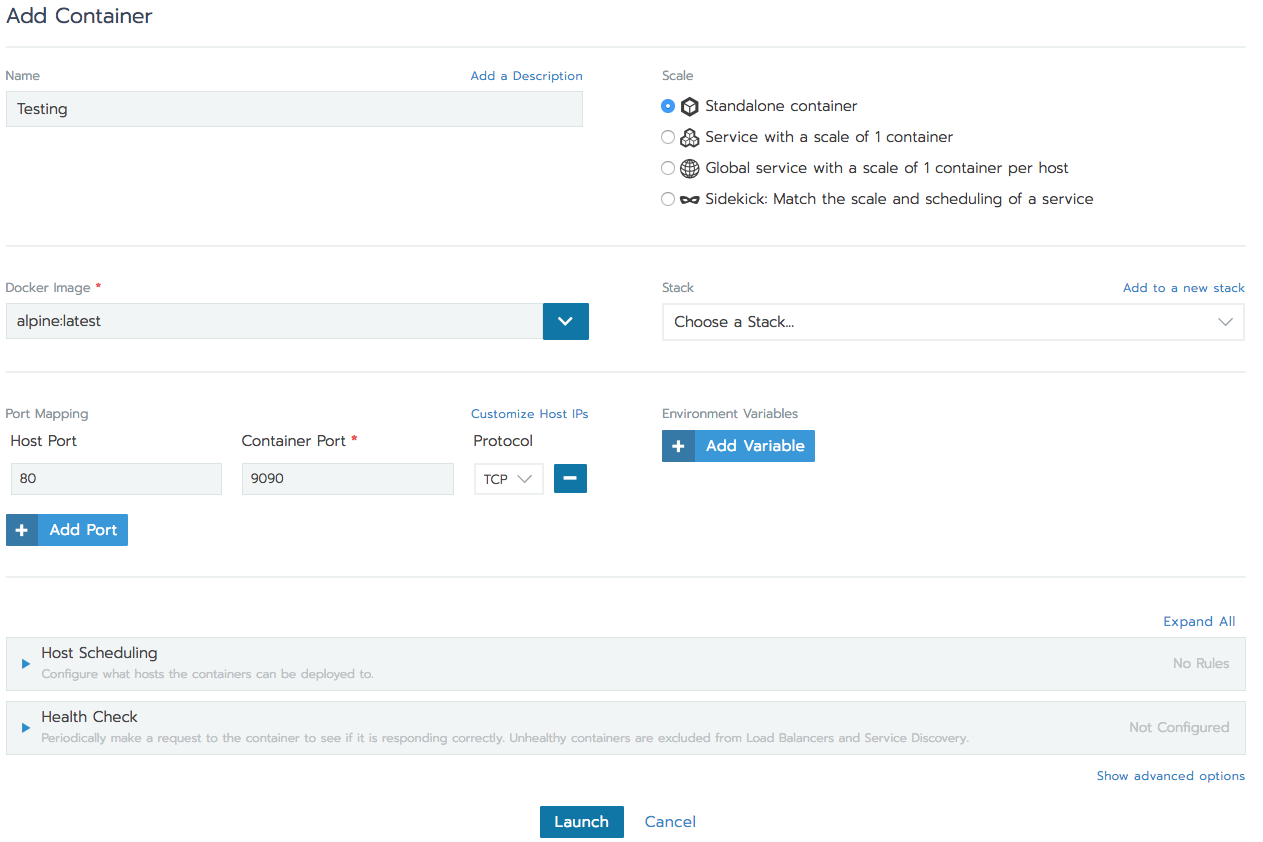 Add Container
Name
Add a Description
Testing
Scale
Standalone container
Service with a scale of 1 container
Global service with a scale of 1 container per host
Sidekick: Match the scale and scheduling of a service
Docker Image *
alpine:latest
Stack
Add to a new stack
Choose a Stack...
Port Mapping
Customize Host IPs
Host Port
Container Port *
Protocol
80
9090
TCP
Add Port
Environment Variables
Add Variable
Expand All
Host Scheduling
Configure what hosts the containers can be deployed to.
No Rules
Health Check
Periodically make a request to the container to see if it is responding correctly. Unhealthy containers are excluded from Load Balancers and Service Discovery.
Not Configured
Show advanced options
Launch
Cancel